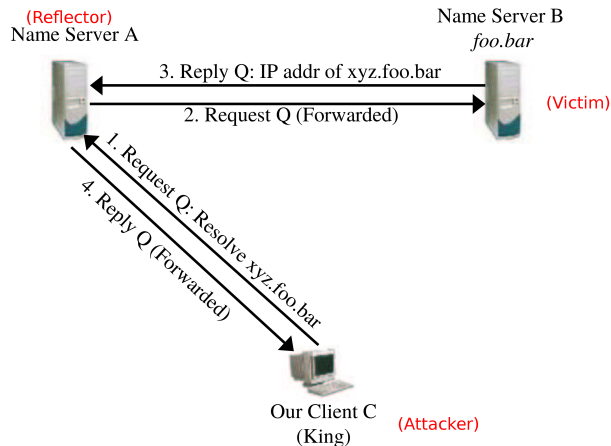 (Reflector)
Name Server A
Name Server B
foo.bar
3. Reply Q: IP addr of xyz.foo.bar
2. Request Q (Forwarded)
(Victim)
1. Request Q: Resolve xyz.foo.bar
4. Reply Q (Forwarded)
Our Client C
(King)
(Attacker)